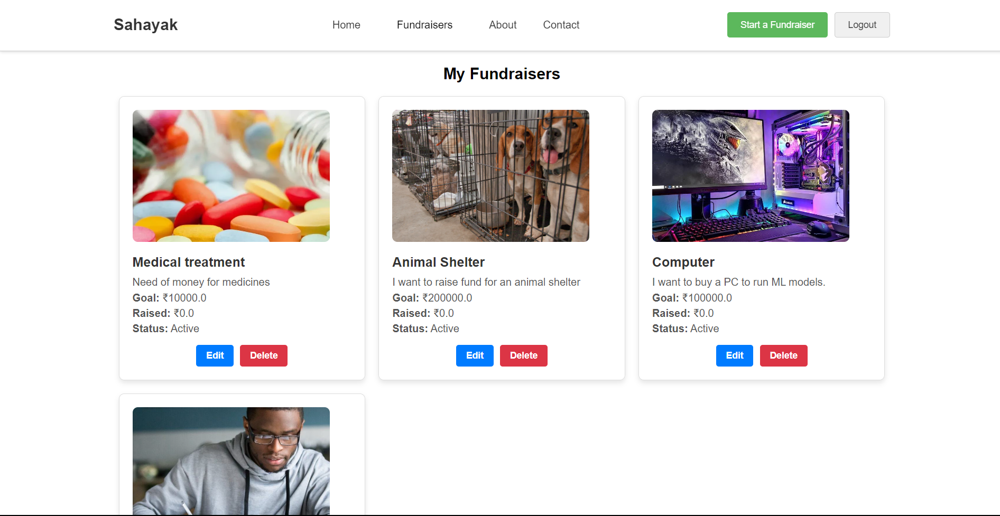 Sahayak
Home Fundraisers About Contact
Start a Fundraiser Logout
My Fundraisers
Medical treatment
Need of money for medicines
Goal: ₹10000.0
Raised: ₹0.0
Status: Active
Edit Delete
Animal Shelter
I want to raise fund for an animal shelter
Goal: ₹200000.0
Raised: ₹0.0
Status: Active
Edit Delete
Computer
I want to buy a PC to run ML models.
Goal: ₹100000.0
Raised: ₹0.0
Status: Active
Edit Delete